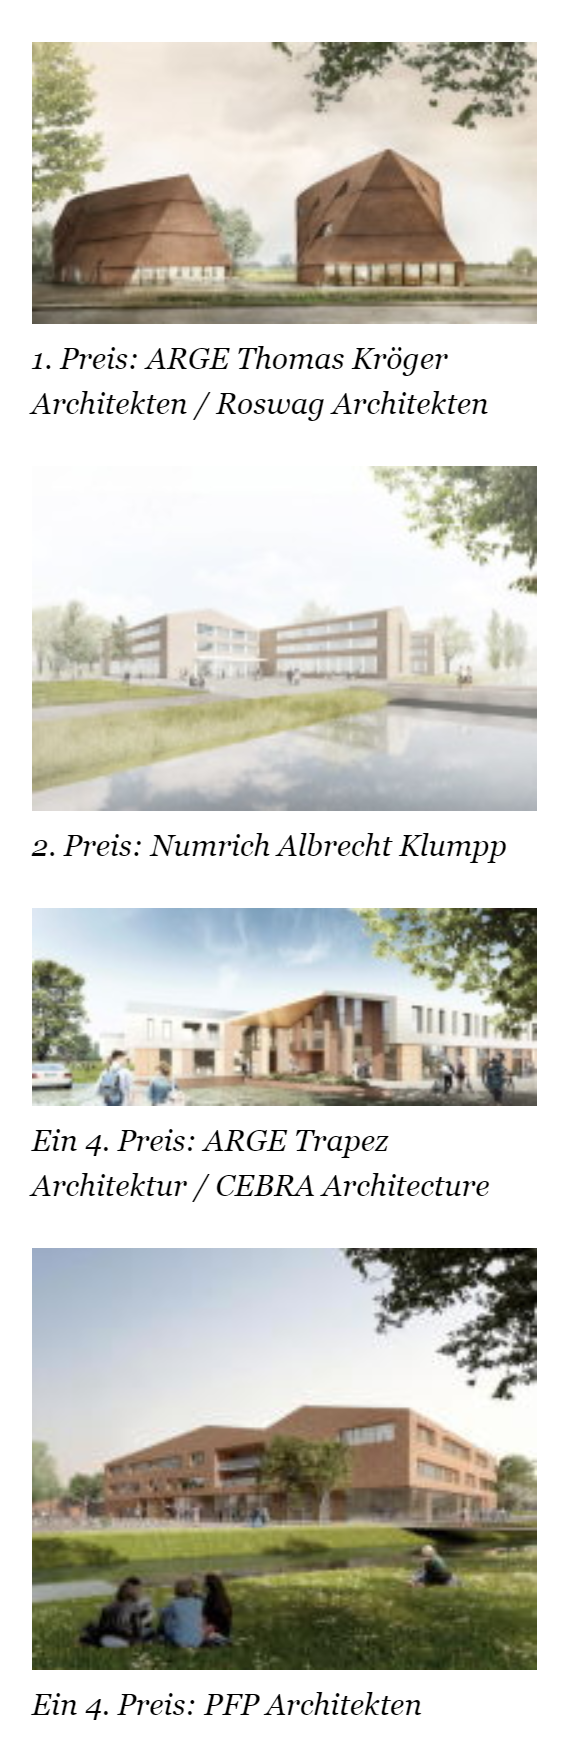 1. Preis: ARGE Thomas Kröger
Architekten / Roswag Architekten
2. Preis: Numrich Albrecht Klumpp
Ein 4. Preis: ARGE Trapez
Architektur / CEBRA Architecture
Ein 4. Preis: PFP Architekten